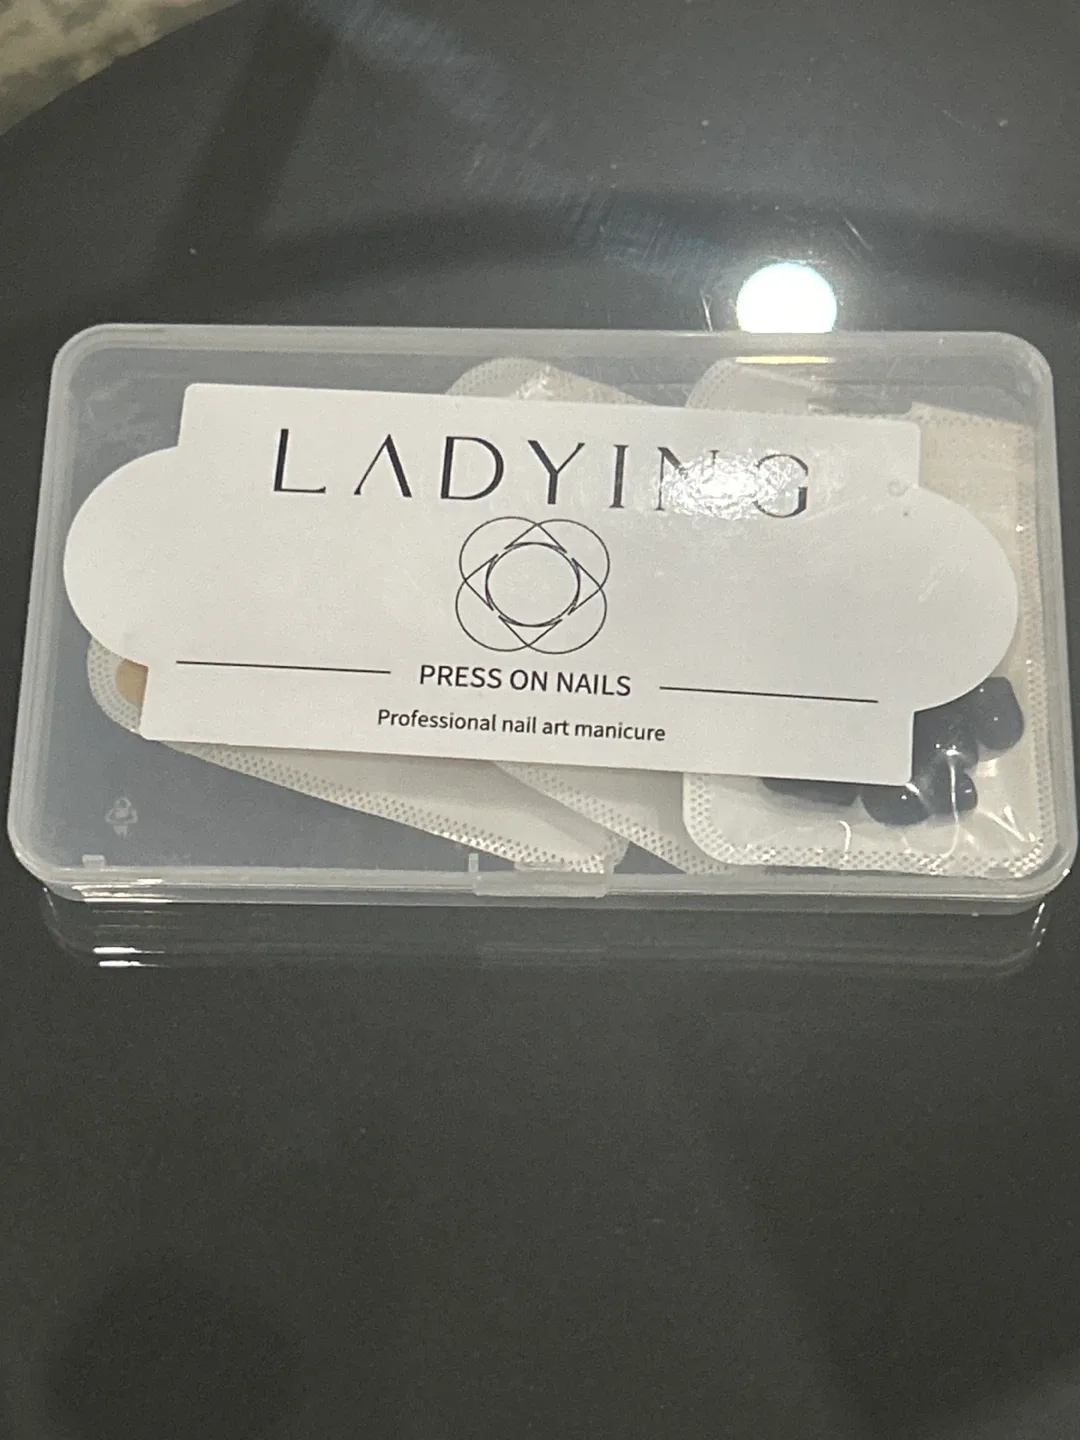 LADYING
PRESS ON NAILS
Professional nail art manicure